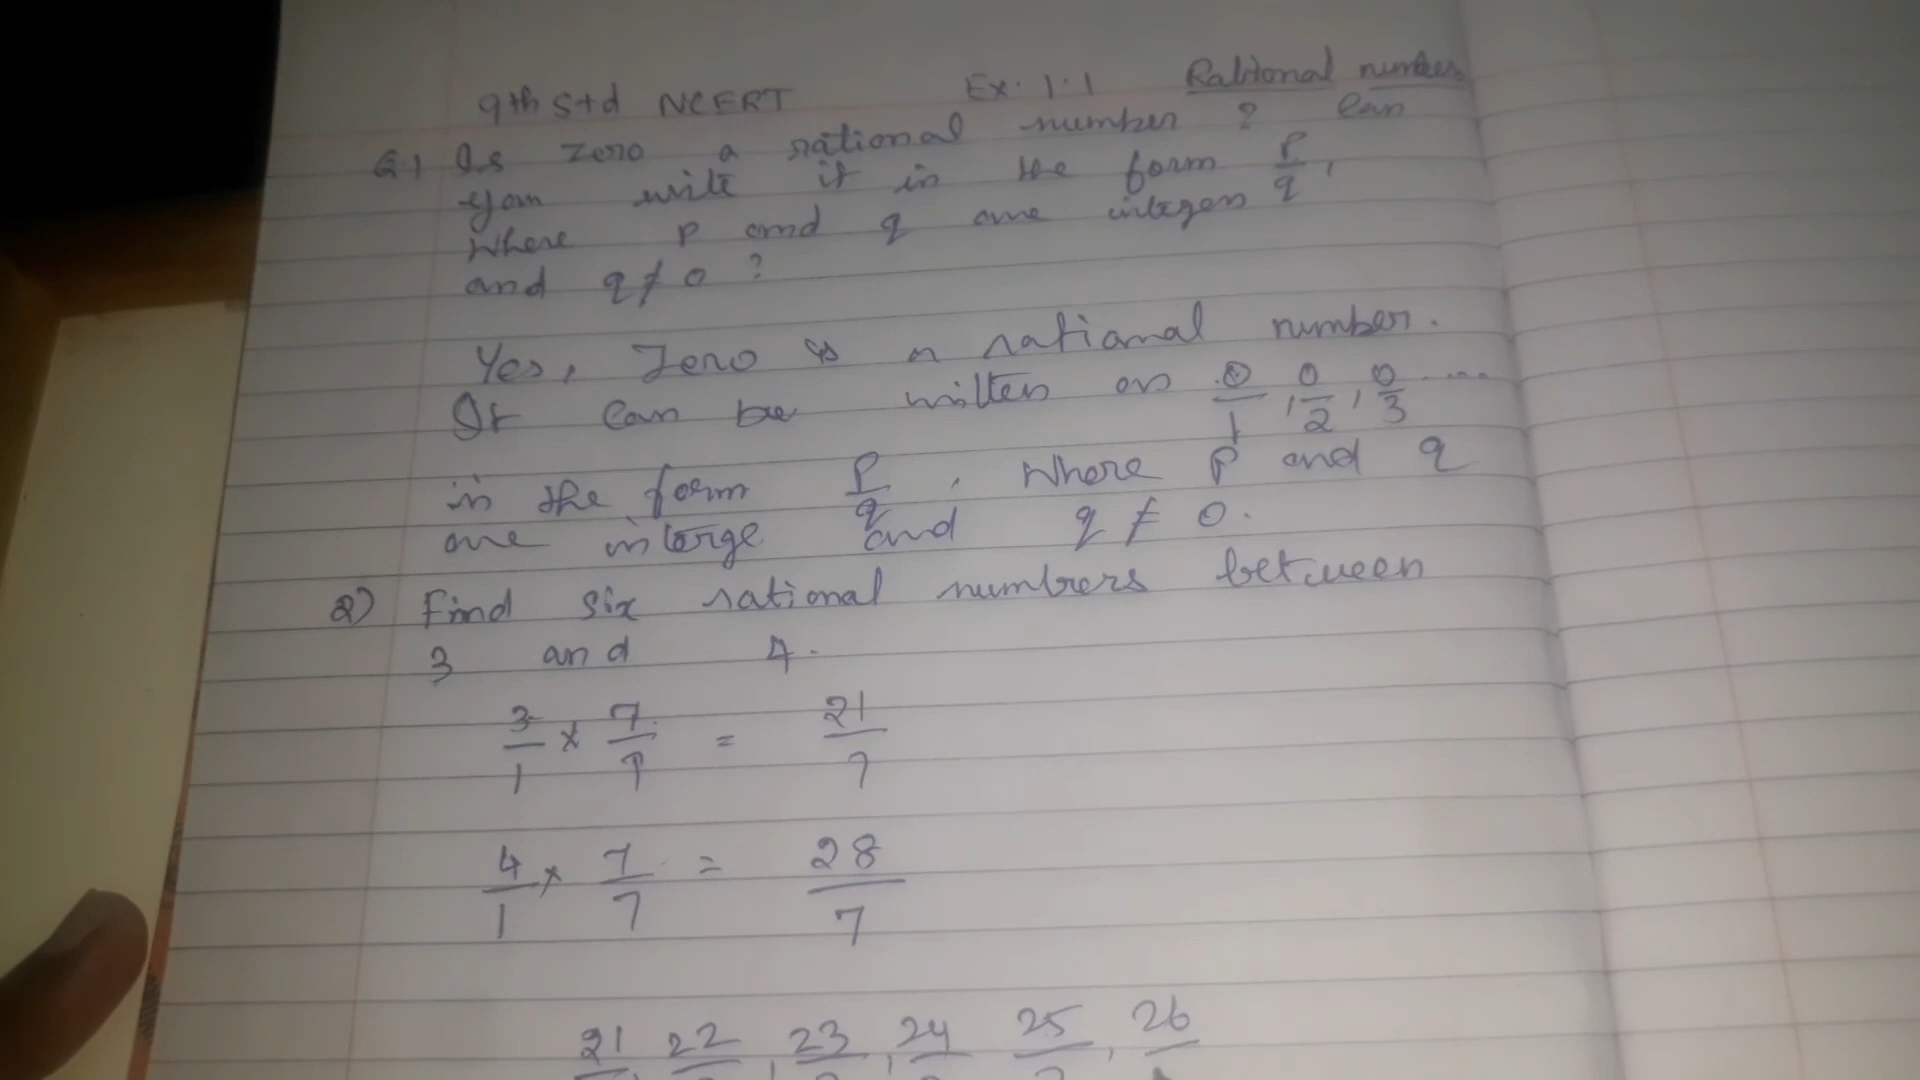 9th std NCERT Ex. 1.1 Rational numbers
Q.1 Is zero a rational number ? Can
you write it in the form p/q,
where p and q are integers
and q ≠ 0 ?
Yes, Zero is a rational number.
It can be written as 0/1, 0/2, 0/3 ....
in the form p/q, where p and q
are interge and q ≠ 0.
2) Find six rational numbers between
3 and 4.
3/1 × 7/7 = 21/7
4/1 × 7/7 = 28/7
21, 22, 23, 24 25, 26